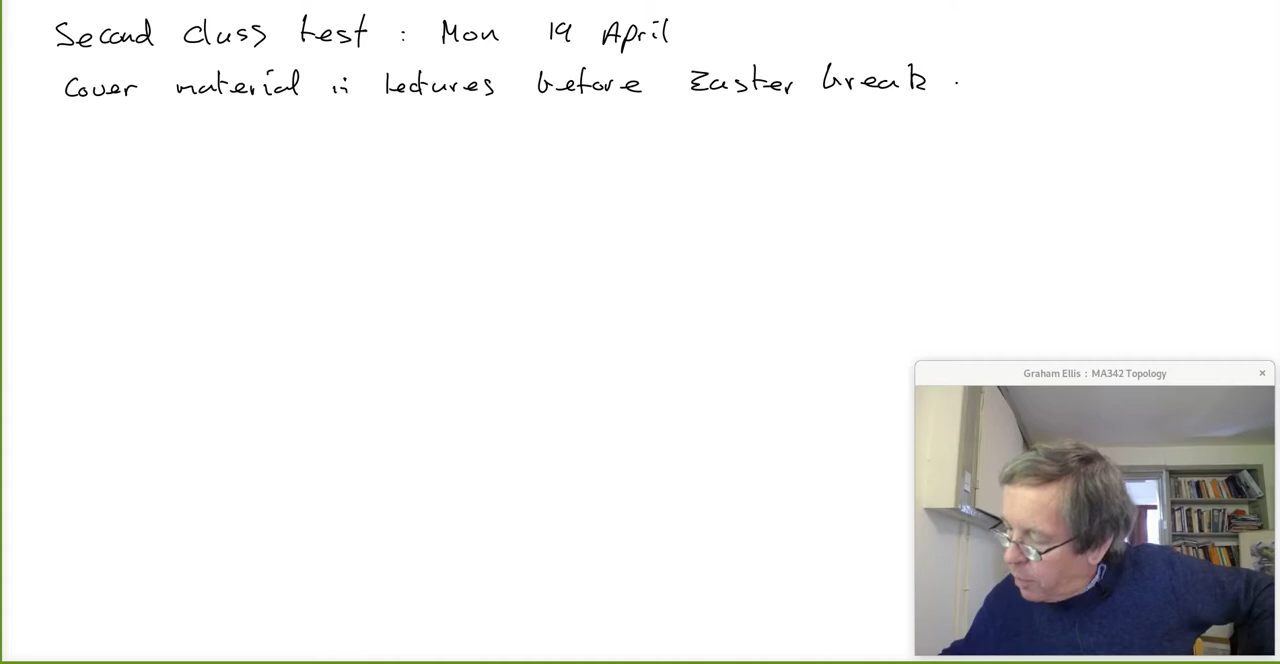 Second class test : Mon 19 April
Cover material in lectures before Easter break .
Graham Ellis : MA342 Topology